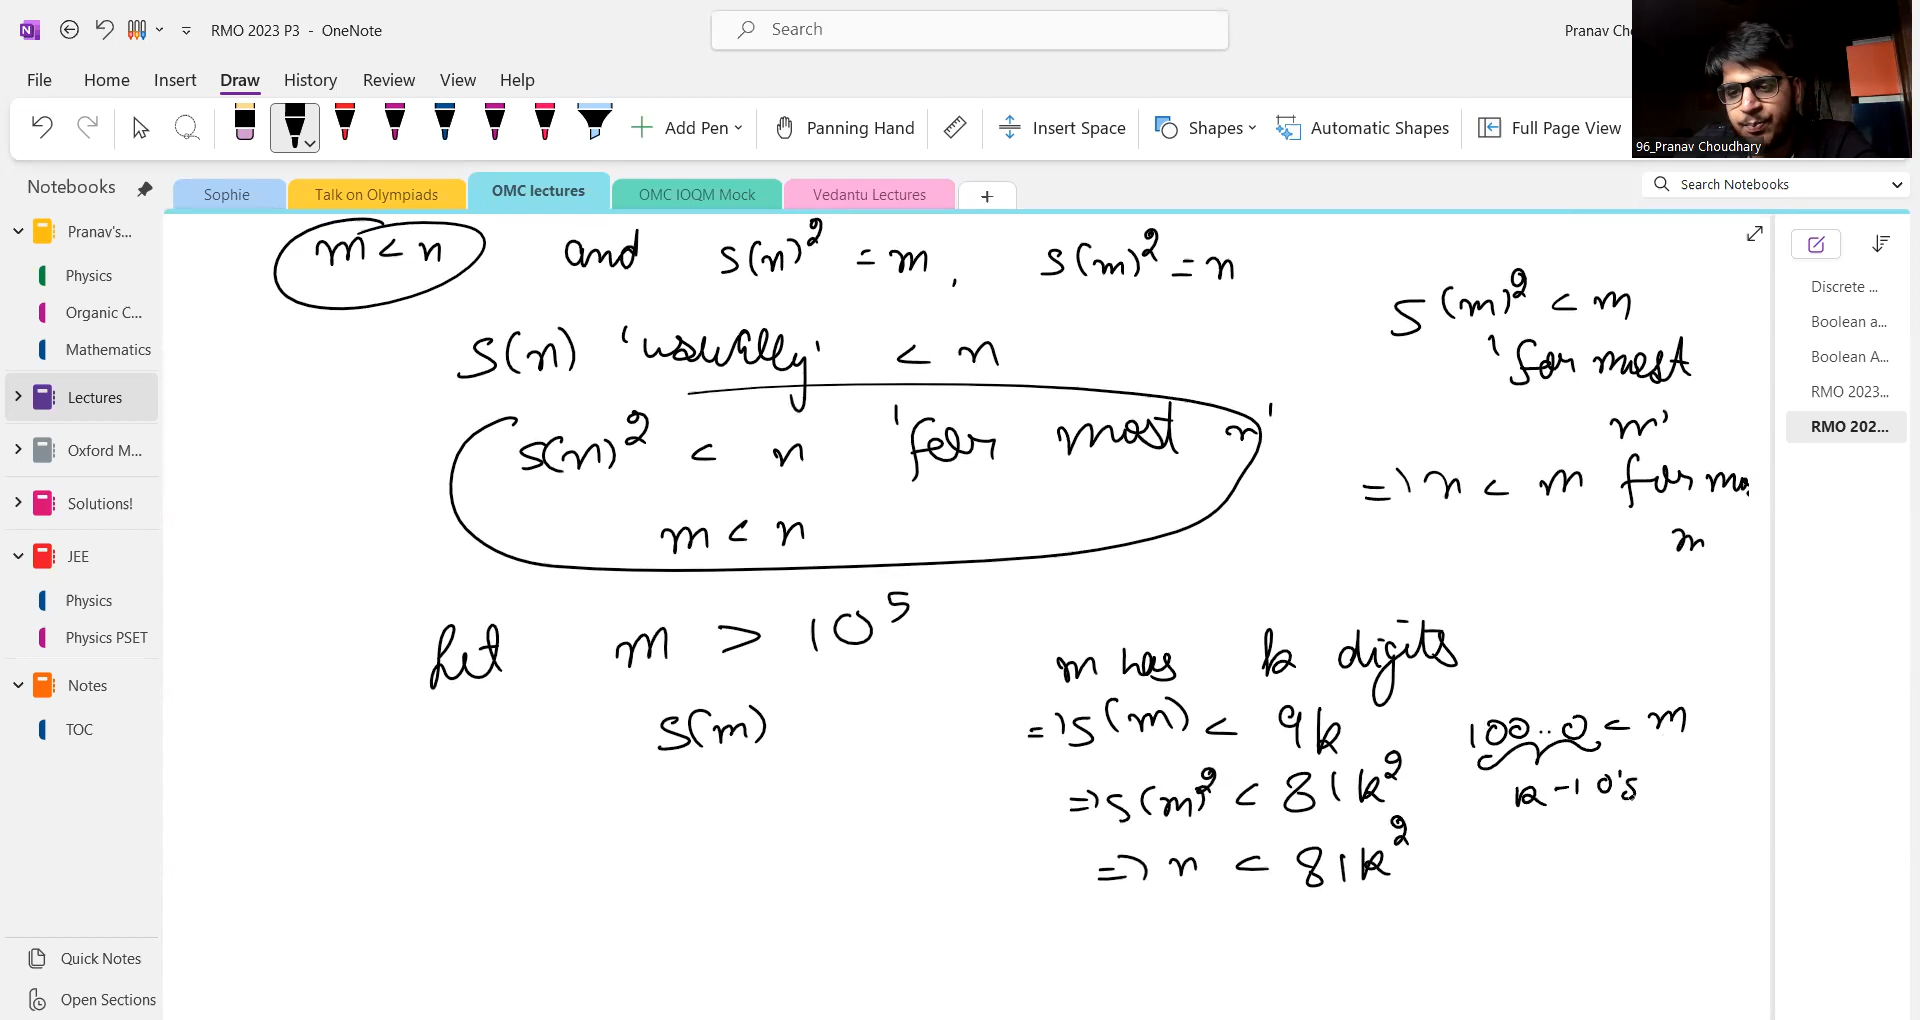 RMO 2023 P3 - OneNote
Search
Pranav Ch
File Home Insert Draw History Review View Help
Add Pen
Panning Hand
Insert Space
Shapes
Automatic Shapes
Full Page View
96_Pranav Choudhary
Notebooks
Sophie
Talk on Olympiads
OMC lectures
OMC IOQM Mock
Vedantu Lectures
+
Search Notebooks
Pranav's...
Physics
Organic C...
Mathematics
Lectures
Oxford M...
Solutions!
JEE
Physics
Physics PSET
Notes
TOC
Quick Notes
Open Sections
m < n and s(n)² = m, s(m)² = n
s(n) 'usually' < n
s(n)² < n 'for most n'
m < n
s(m)² < m
'for most
m'
=> n < m for mo
m
Let m > 10⁵
s(m)
m has k digits
=> s(m) < 9k
=> s(m)² < 81k²
=> n < 81k²
100..0 < m
k-1 0's
Discrete ...
Boolean a...
Boolean A...
RMO 2023...
RMO 202...